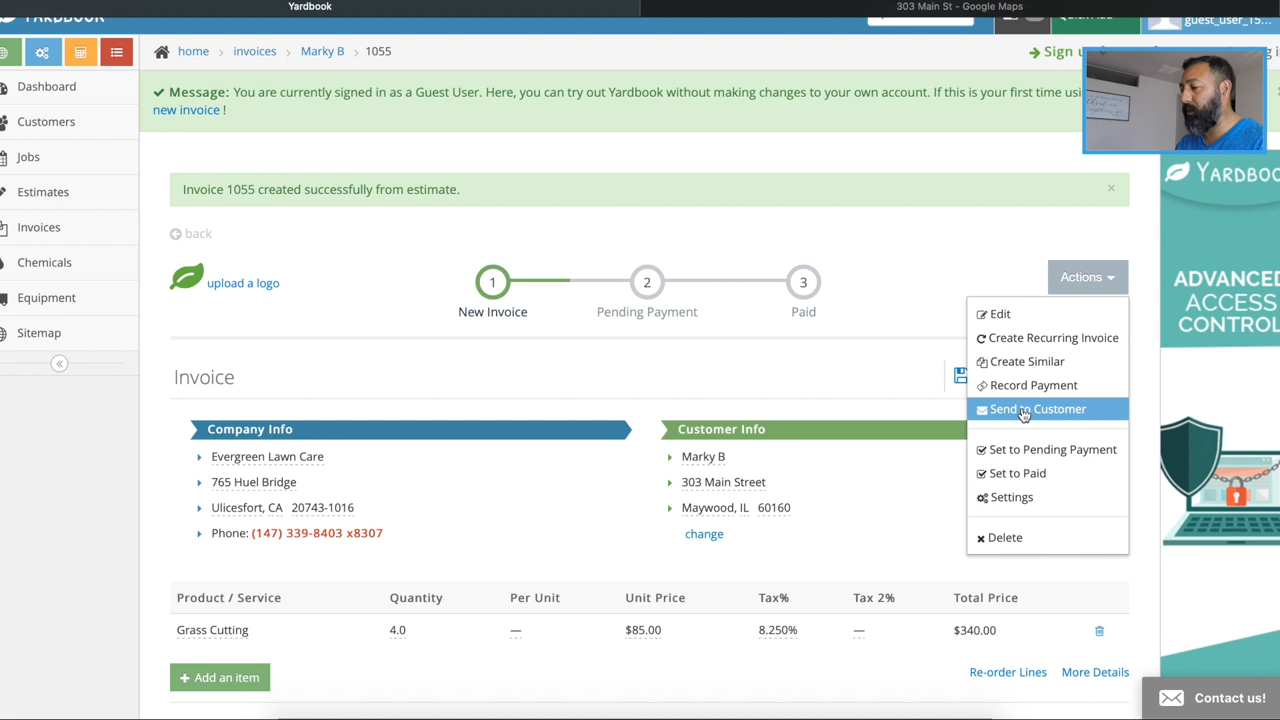 Yardbook
303 Main St - Google Maps
YARDBOOK
guest_user_15...
home
invoices
Marky B
1055
Sign
Message: You are currently signed in as a Guest User. Here, you can try out Yardbook without making changes to your own account. If this is your first time
new invoice !
Dashboard
Customers
Jobs
Estimates
Invoices
Chemicals
Equipment
Sitemap
Invoice 1055 created successfully from estimate.
×
back
upload a logo
1
2
3
New Invoice
Pending Payment
Paid
Actions
Edit
Create Recurring Invoice
Create Similar
Record Payment
Send to Customer
Set to Pending Payment
Set to Paid
Settings
Delete
Invoice
Company Info
Customer Info
Evergreen Lawn Care
Marky B
765 Huel Bridge
303 Main Street
Ulicesfort, CA 20743-1016
Maywood, IL 60160
Phone: (147) 339-8403 x8307
change
Product / Service Quantity Per Unit Unit Price Tax% Tax 2% Total Price
Grass Cutting 4.0 — $85.00 8.250% — $340.00
+ Add an item
Re-order Lines
More Details
YARDBOO
ADVANCED
ACCESS
CONTROL
Contact us!